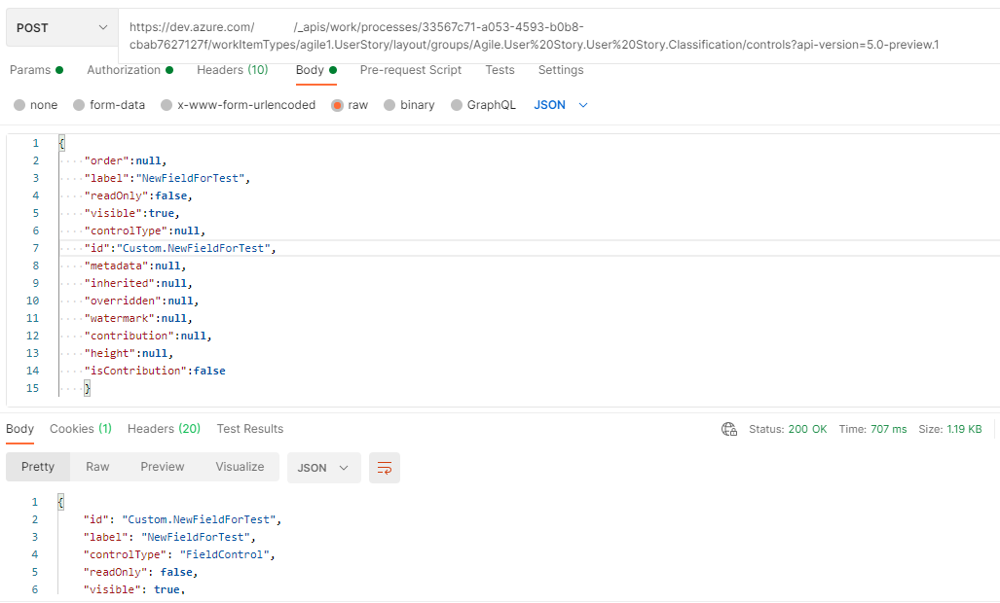 POST
https://dev.azure.com/ /_apis/work/processes/33567c71-a053-4593-b0b8-
cbab7627127f/workItemTypes/agile1.UserStory/layout/groups/Agile.User%20Story.User%20Story.Classification/controls?api-version=5.0-preview.1
Params Authorization Headers (10) Body Pre-request Script Tests Settings
none form-data x-www-form-urlencoded raw binary GraphQL JSON
1 {
2 "order":null,
3 "label":"NewFieldForTest",
4 "readOnly":false,
5 "visible":true,
6 "controlType":null,
7 "id":"Custom.NewFieldForTest",
8 "metadata":null,
9 "inherited":null,
10 "overridden":null,
11 "watermark":null,
12 "contribution":null,
13 "height":null,
14 "isContribution":false
15 }
Body Cookies (1) Headers (20) Test Results Status: 200 OK Time: 707 ms Size: 1.19 KB
Pretty Raw Preview Visualize JSON
1 {
2 "id": "Custom.NewFieldForTest",
3 "label": "NewFieldForTest",
4 "controlType": "FieldControl",
5 "readOnly": false,
6 "visible": true,